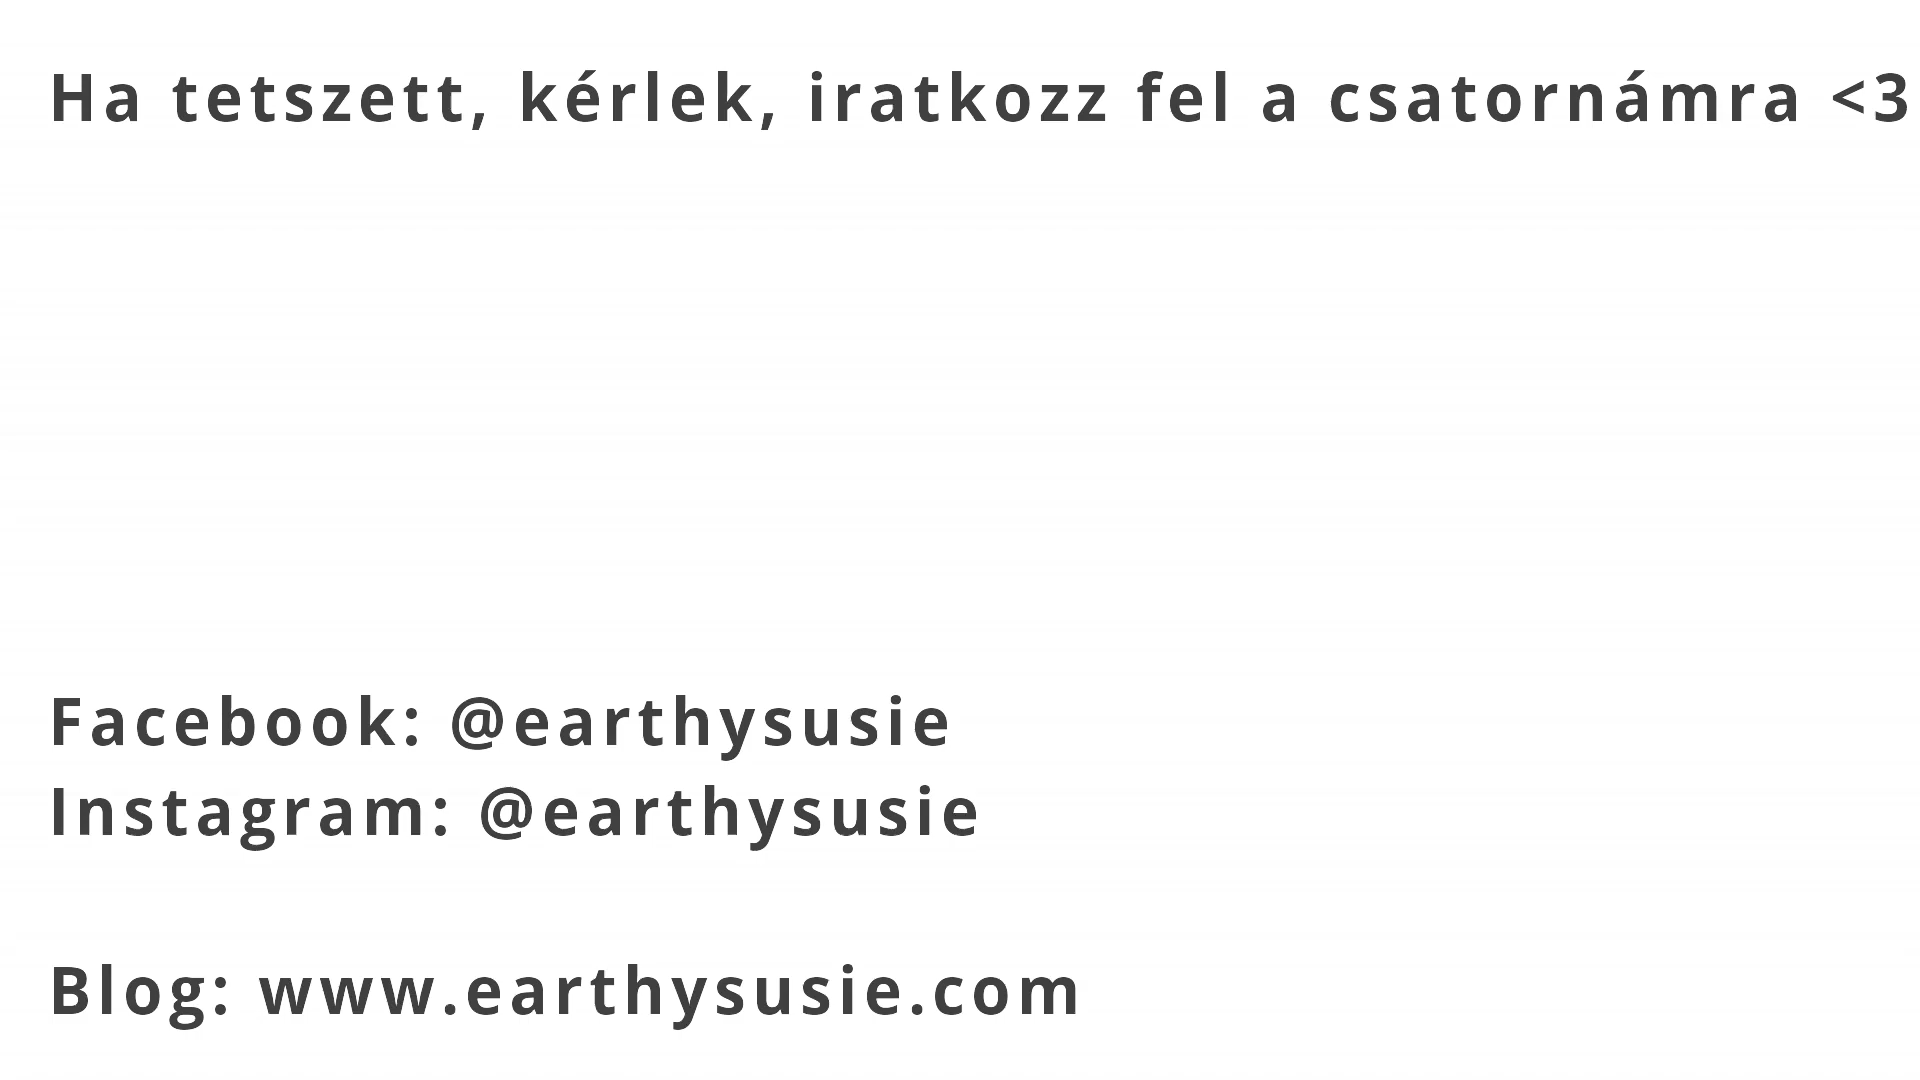 Ha tetszett, kérlek, iratkozz fel a csatornámra <3
Facebook: @earthysusie
Instagram: @earthysusie
Blog: www.earthysusie.com